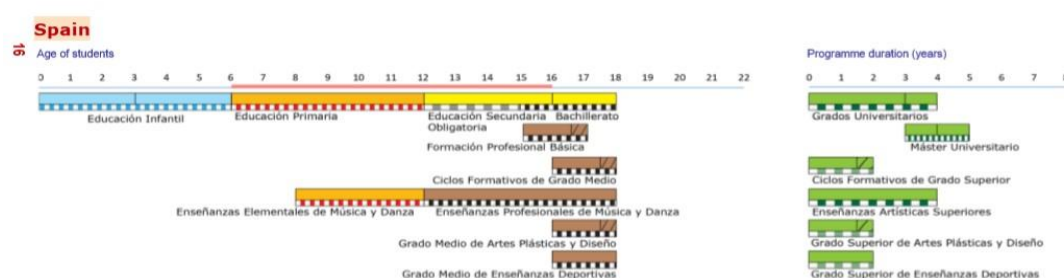 Spain
16
Age of students
Programme duration (years)
0 1 2 3 4 5 6 7 8 9 10 11 12 13 14 15 16 17 18 19 20 21 22
0 1 2 3 4 5 6 7
Educación Infantil
Educación Primaria
Educación Secundaria Obligatoria
Bachillerato
Grados Universitarios
Formación Profesional Básica
Máster Universitario
Ciclos Formativos de Grado Medio
Ciclos Formativos de Grado Superior
Enseñanzas Elementales de Música y Danza
Enseñanzas Profesionales de Música y Danza
Enseñanzas Artísticas Superiores
Grado Medio de Artes Plásticas y Diseño
Grado Superior de Artes Plásticas y Diseño
Grado Medio de Enseñanzas Deportivas
Grado Superior de Enseñanzas Deportivas